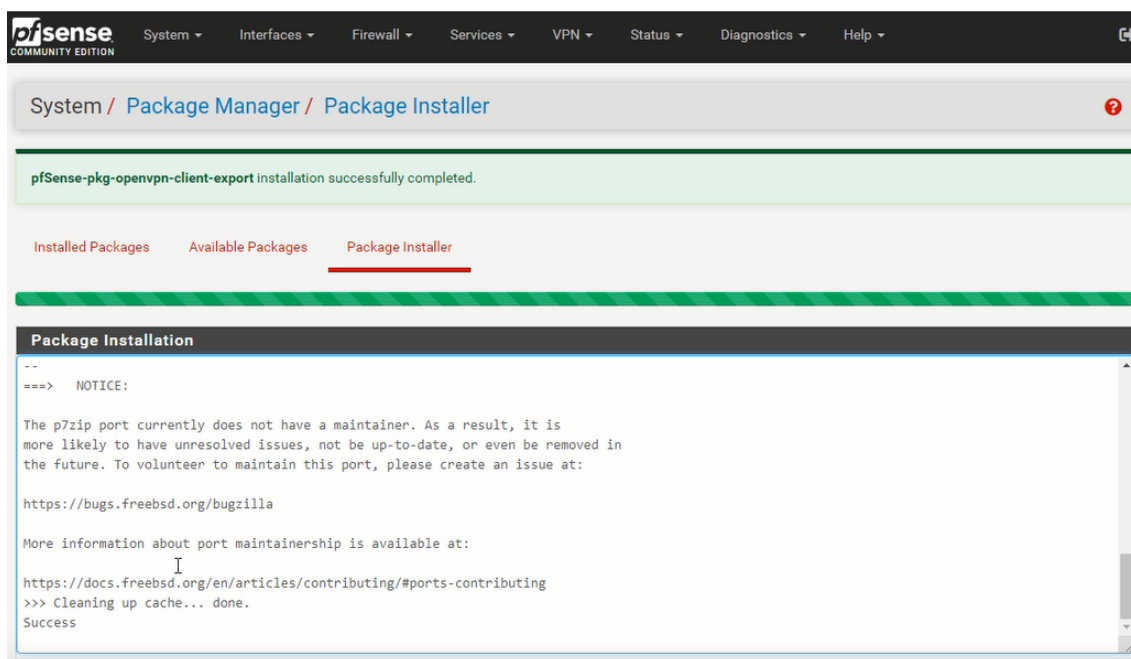 pfsense
COMMUNITY EDITION
System Interfaces Firewall Services VPN Status Diagnostics Help
System / Package Manager / Package Installer
pfSense-pkg-openvpn-client-export installation successfully completed.
Installed Packages Available Packages Package Installer
Package Installation
--
===> NOTICE:
The p7zip port currently does not have a maintainer. As a result, it is
more likely to have unresolved issues, not be up-to-date, or even be removed in
the future. To volunteer to maintain this port, please create an issue at:
https://bugs.freebsd.org/bugzilla
More information about port maintainership is available at:
https://docs.freebsd.org/en/articles/contributing/#ports-contributing
>>> Cleaning up cache... done.
Success